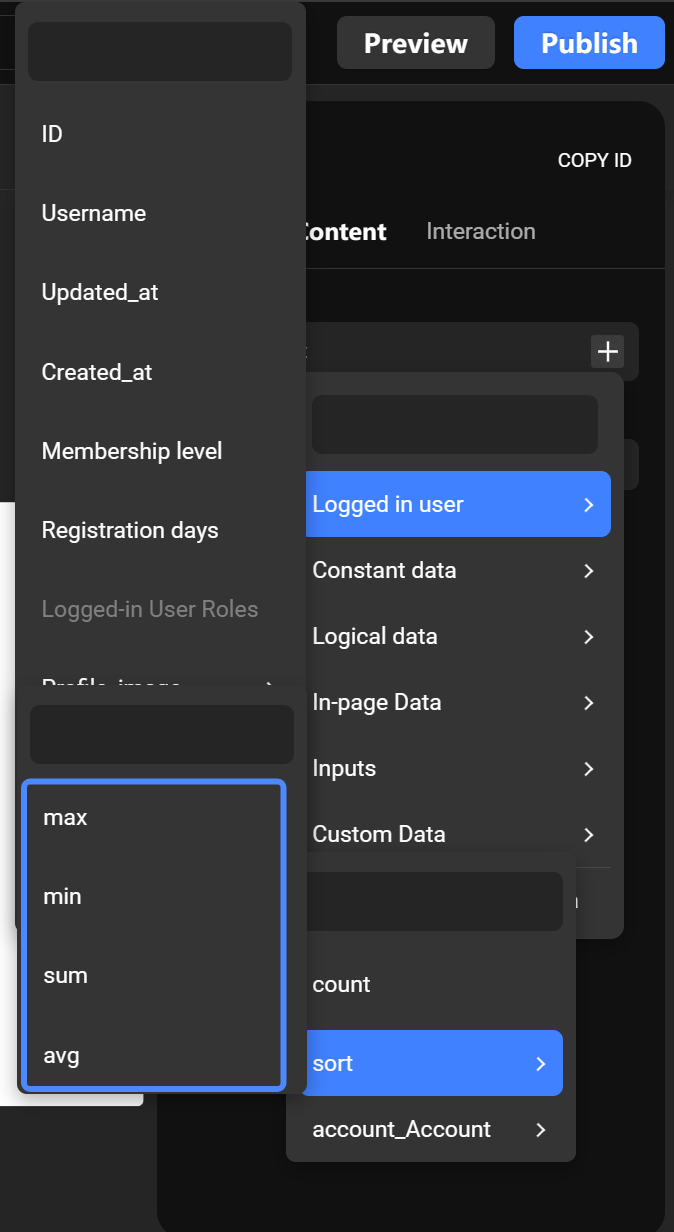 Preview
Publish
COPY ID
Content
Interaction
ID
Username
Updated_at
Created_at
Membership level
Registration days
Logged-in User Roles
Profile_image
Logged in user
Constant data
Logical data
In-page Data
Inputs
Custom Data
max
min
sum
avg
count
sort
account_Account